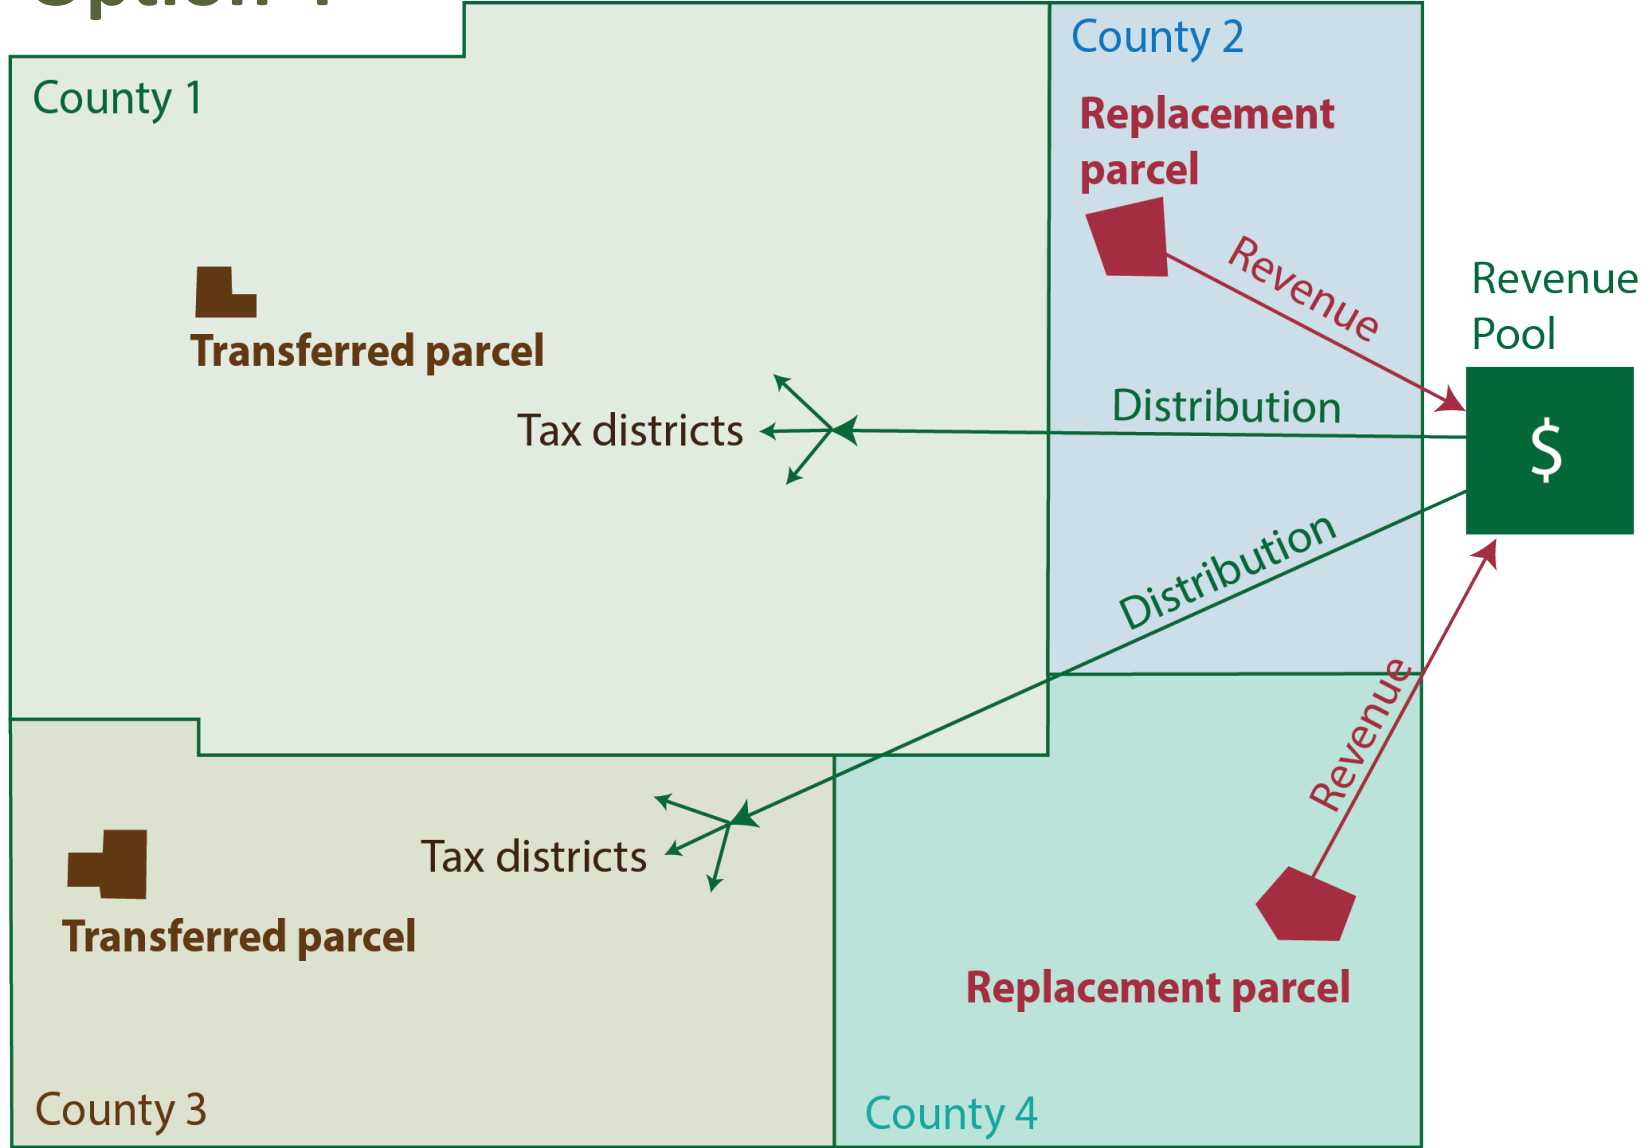 County 2
County 1
Replacement
parcel
Revenue
Revenue
Pool
Transferred parcel
Distribution
Tax districts
$
Distribution
Revenue
Tax districts
Transferred parcel
Replacement parcel
County 3
County 4